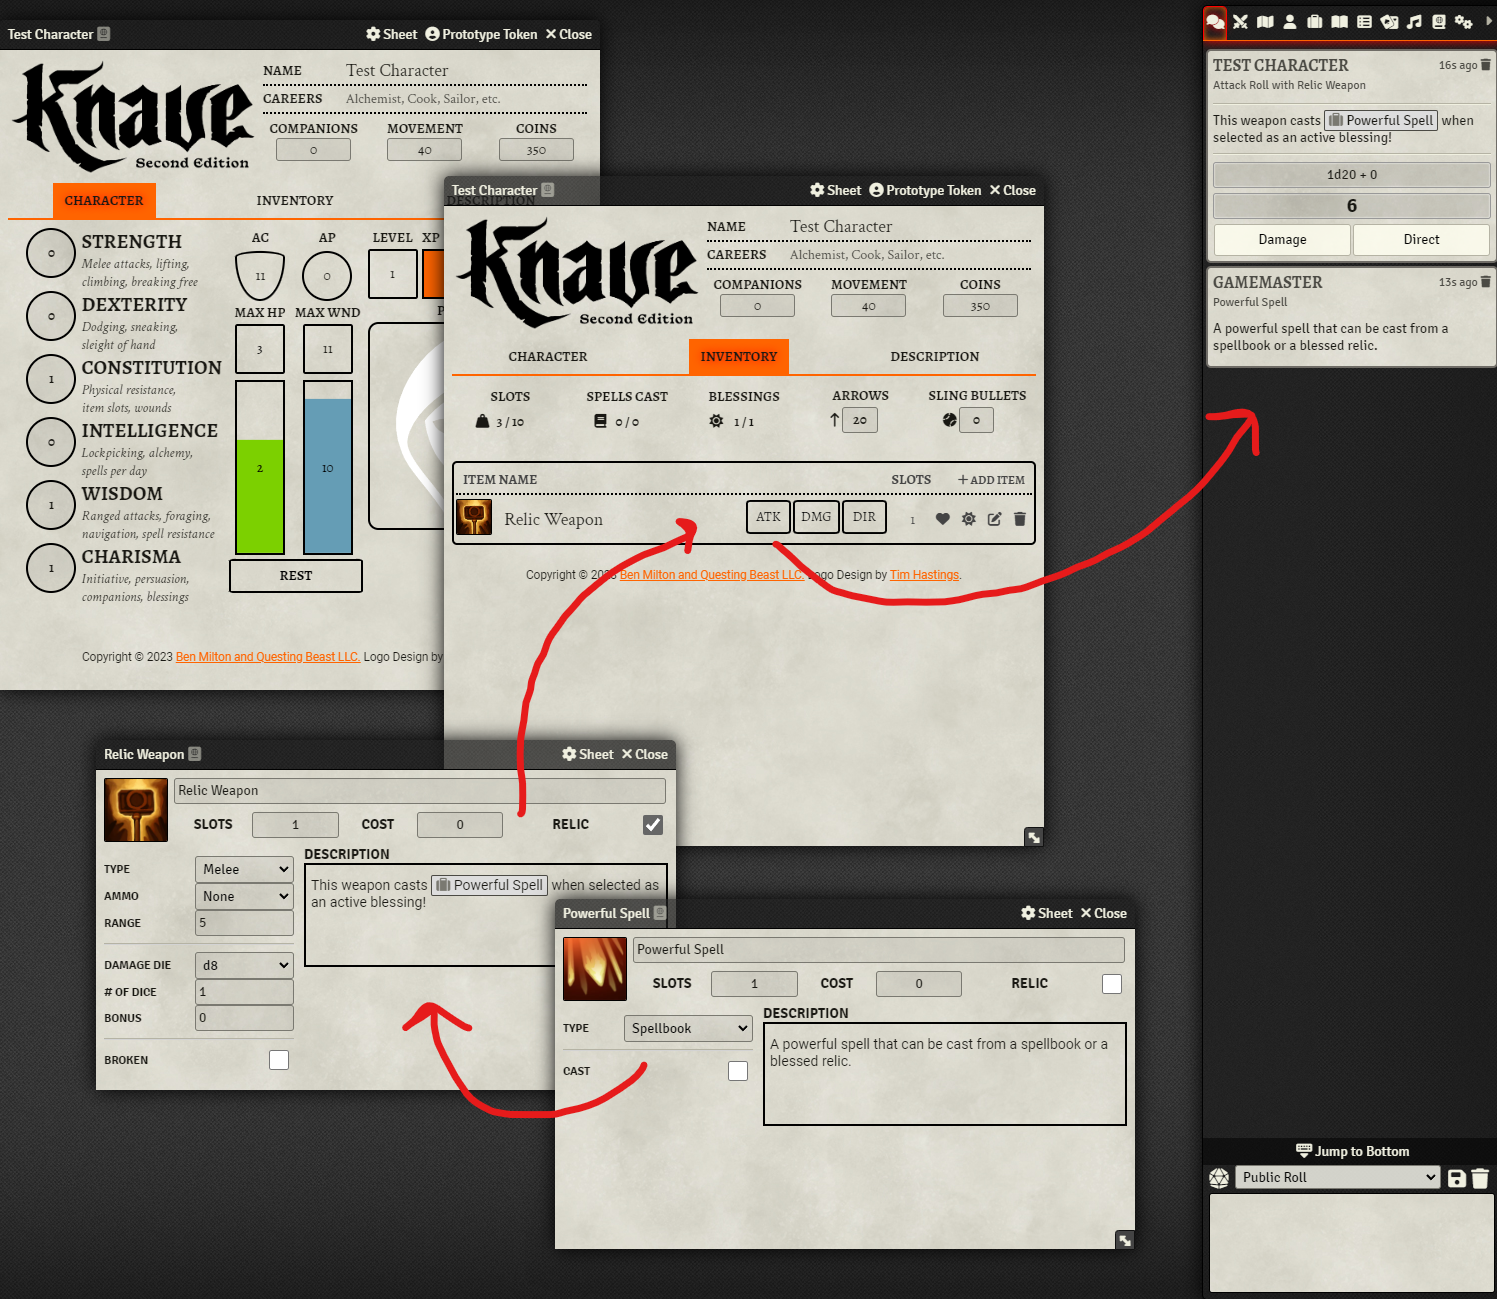 Test Character
Sheet Prototype Token Close
Knave
Second Edition
NAME Test Character
CAREERS Alchemist, Cook, Sailor, etc.
COMPANIONS MOVEMENT COINS
0 40 350
CHARACTER INVENTORY DESCRIPTION
0 STRENGTH
Melee attacks, lifting,
climbing, breaking free
0 DEXTERITY
Dodging, sneaking,
sleight of hand
1 CONSTITUTION
Physical resistance,
item slots, wounds
0 INTELLIGENCE
Lockpicking, alchemy,
spells per day
1 WISDOM
Ranged attacks, foraging,
navigation, spell resistance
1 CHARISMA
Initiative, persuasion,
companions, blessings
AC AP LEVEL XP
11 0 1
MAX HP MAX WND P
3 11
2 10
REST
Copyright © 2023 Ben Milton and Questing Beast LLC. Logo Design by
Test Character
Sheet Prototype Token Close
Knave
Second Edition
NAME Test Character
CAREERS Alchemist, Cook, Sailor, etc.
COMPANIONS MOVEMENT COINS
0 40 350
CHARACTER INVENTORY DESCRIPTION
SLOTS SPELLS CAST BLESSINGS ARROWS SLING BULLETS
3 / 10 0 / 0 1 / 1 20 0
ITEM NAME SLOTS + ADD ITEM
Relic Weapon ATK DMG DIR 1
Copyright © 2023 Ben Milton and Questing Beast LLC. Logo Design by Tim Hastings.
Relic Weapon
Sheet Close
Relic Weapon
SLOTS 1 COST 0 RELIC
TYPE Melee
AMMO None
RANGE 5
DAMAGE DIE d8
# OF DICE 1
BONUS 0
BROKEN
DESCRIPTION
This weapon casts Powerful Spell when selected as
an active blessing!
Powerful Spell
Sheet Close
Powerful Spell
SLOTS 1 COST 0 RELIC
TYPE Spellbook
CAST
DESCRIPTION
A powerful spell that can be cast from a spellbook or a
blessed relic.
TEST CHARACTER 16s ago
Attack Roll with Relic Weapon
This weapon casts Powerful Spell when
selected as an active blessing!
1d20 + 0
6
Damage Direct
GAMEMASTER 13s ago
Powerful Spell
A powerful spell that can be cast from a
spellbook or a blessed relic.
Jump to Bottom
Public Roll